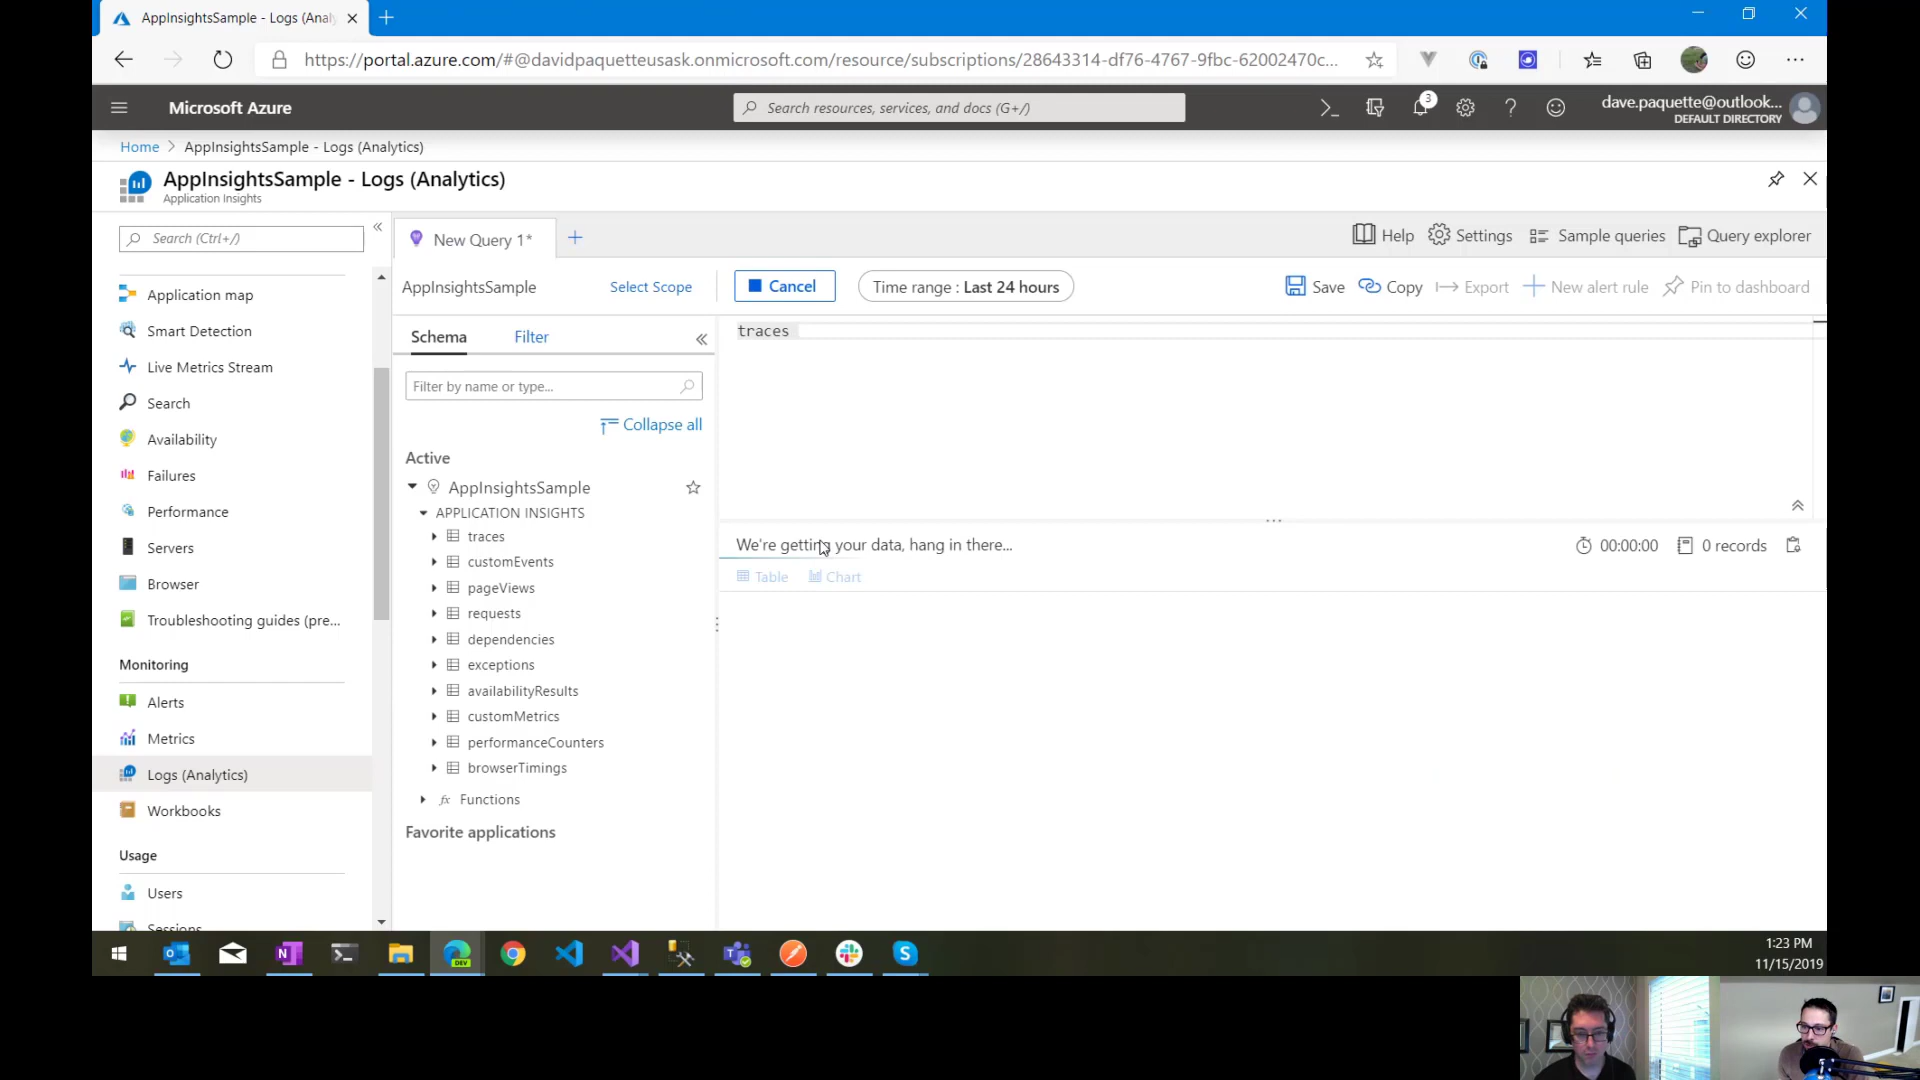 AppInsightsSample - Logs (Anal
https://portal.azure.com/#@davidpaquetteusask.onmicrosoft.com/resource/subscriptions/28643314-df76-4767-9fbc-62002470c...
Microsoft Azure
Search resources, services, and docs (G+/)
3
dave.paquette@outlook...
DEFAULT DIRECTORY
Home > AppInsightsSample - Logs (Analytics)
AppInsightsSample - Logs (Analytics)
Application Insights
Search (Ctrl+/)
Application map
Smart Detection
Live Metrics Stream
Search
Availability
Failures
Performance
Servers
Browser
Troubleshooting guides (pre...
Monitoring
Alerts
Metrics
Logs (Analytics)
Workbooks
Usage
Users
Sessions
New Query 1*
Help
Settings
Sample queries
Query explorer
AppInsightsSample
Select Scope
Cancel
Time range : Last 24 hours
Save
Copy
Export
New alert rule
Pin to dashboard
Schema
Filter
Filter by name or type...
Collapse all
Active
AppInsightsSample
APPLICATION INSIGHTS
traces
customEvents
pageViews
requests
dependencies
exceptions
availabilityResults
customMetrics
performanceCounters
browserTimings
fx Functions
Favorite applications
traces
We're getting your data, hang in there...
00:00:00
0 records
Table
Chart
DEV
1:23 PM
11/15/2019